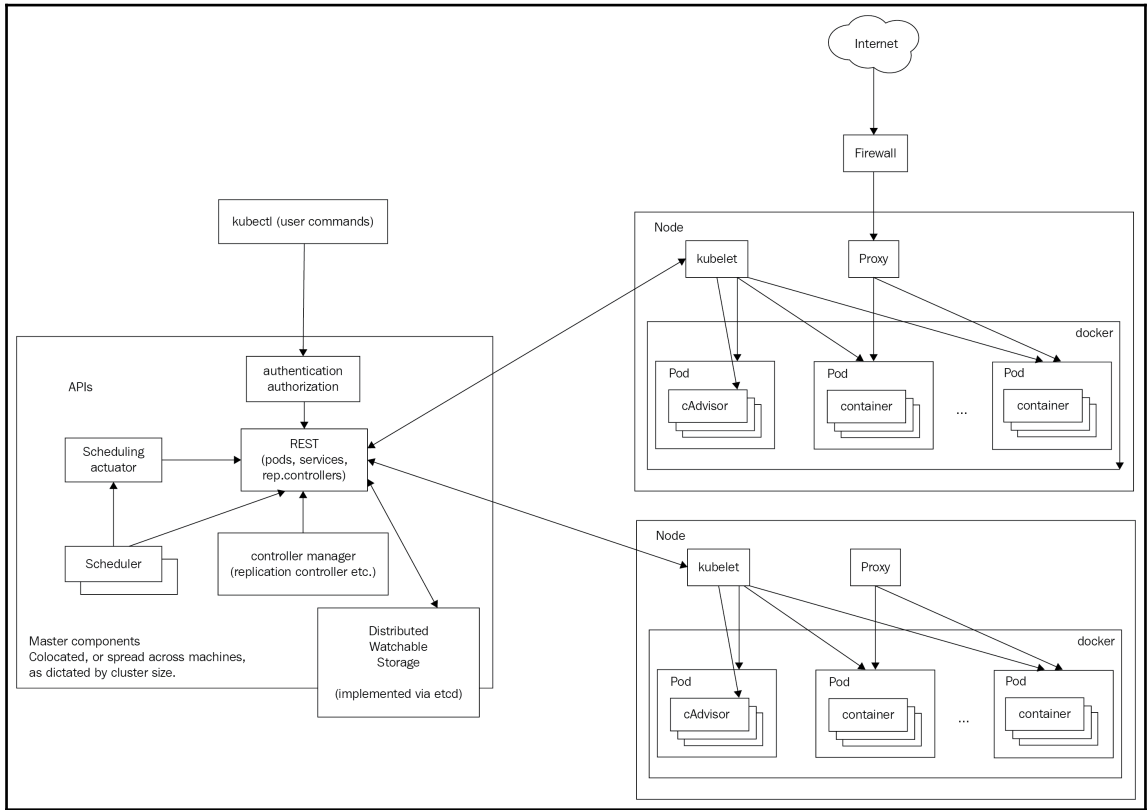 Internet
Firewall
kubectl (user commands)
Node
kubelet
Proxy
docker
Pod
cAdvisor
Pod
container
...
Pod
container
APIs
authentication
authorization
REST
(pods, services,
rep.controllers)
Scheduling
actuator
Scheduler
controller manager
(replication controller etc.)
Distributed
Watchable
Storage
(implemented via etcd)
Master components
Colocated, or spread across machines,
as dictated by cluster size.
Node
kubelet
Proxy
docker
Pod
cAdvisor
Pod
container
...
Pod
container